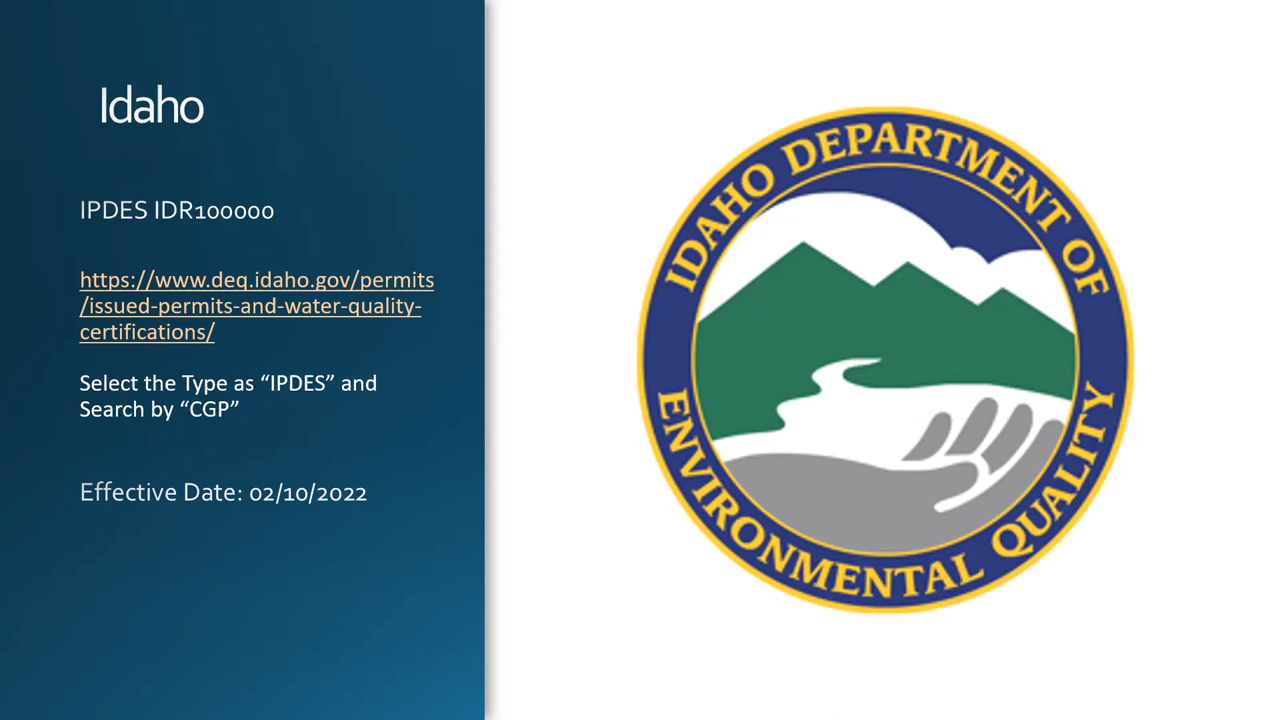 Idaho
IPDES IDR100000
https://www.deq.idaho.gov/permits
/issued-permits-and-water-quality-
certifications/
Select the Type as “IPDES” and
Search by “CGP”
Effective Date: 02/10/2022
IDAHO DEPARTMENT OF
ENVIRONMENTAL QUALITY